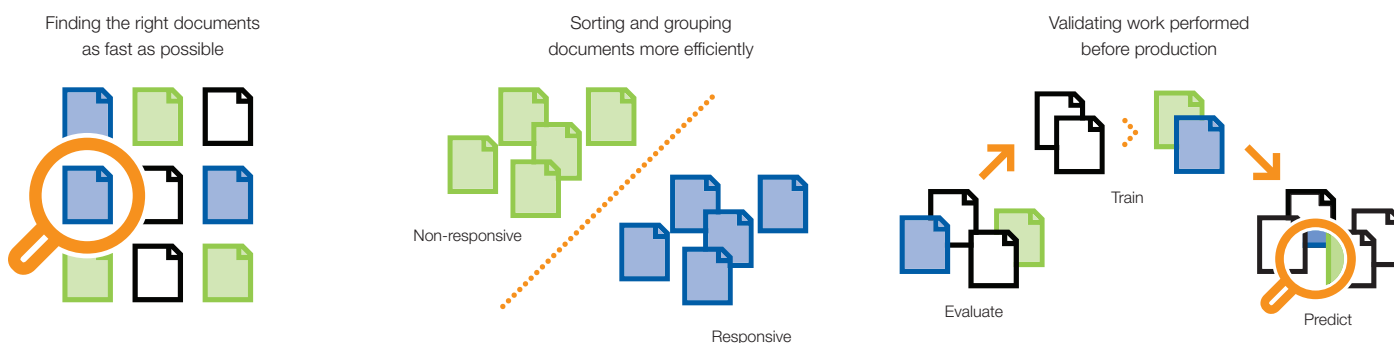 Finding the right documents
as fast as possible
Sorting and grouping
documents more efficiently
Non-responsive
Responsive
Validating work performed
before production
Train
Evaluate
Predict